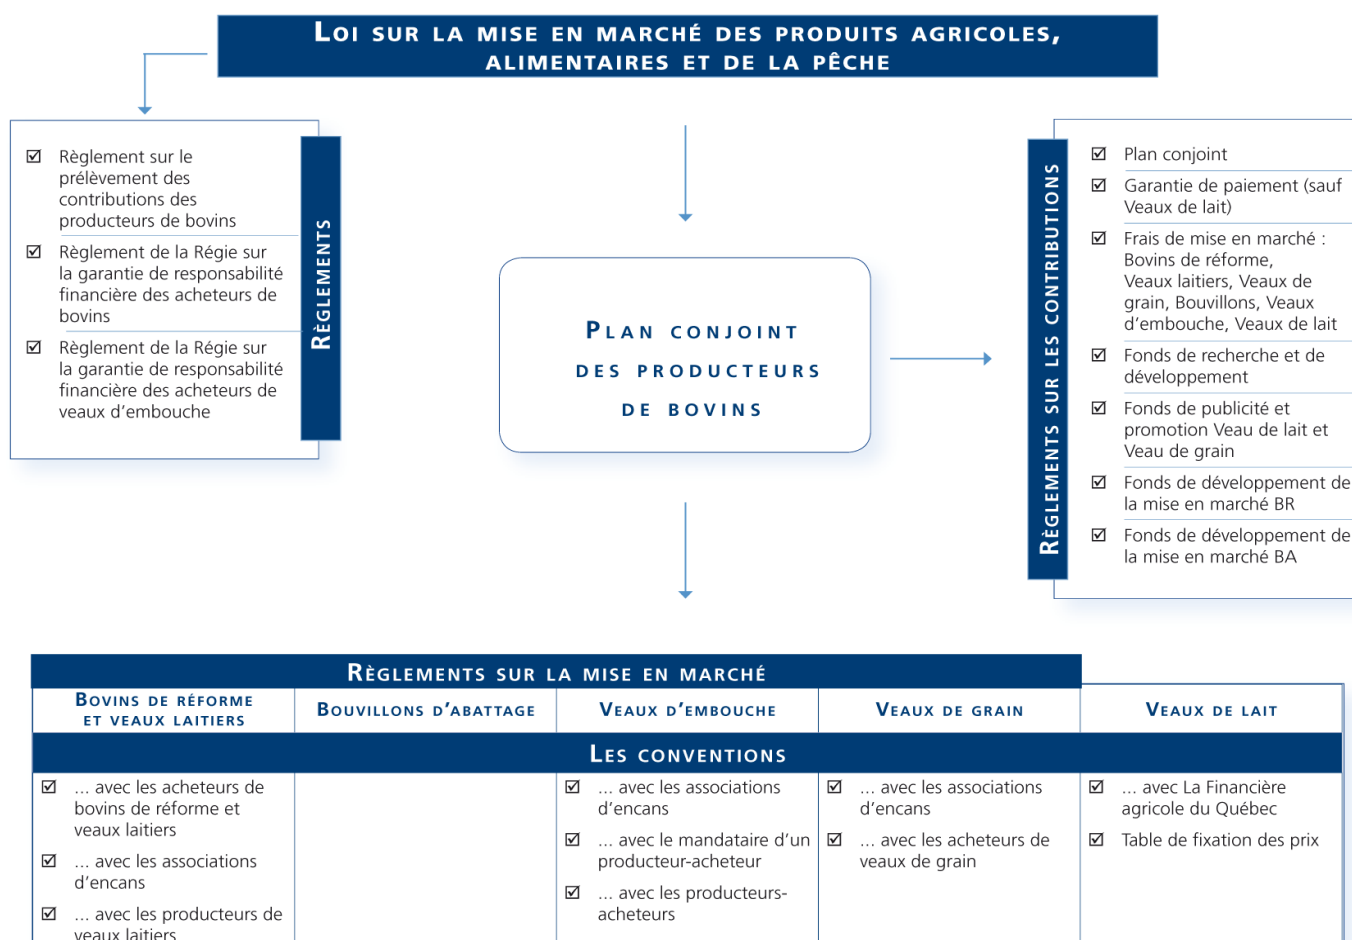 LOI SUR LA MISE EN MARCHÉ DES PRODUITS AGRICOLES,
ALIMENTAIRES ET DE LA PÊCHE
Règlement sur le
prélèvement des
contributions des
producteurs de bovins
Règlement de la Régie sur
la garantie de responsabilité
financière des acheteurs de
bovins
Règlement de la Régie sur
la garantie de responsabilité
financière des acheteurs de
veaux d’embouche
RÈGLEMENTS
PLAN CONJOINT
DES PRODUCTEURS
DE BOVINS
RÈGLEMENTS SUR LES CONTRIBUTIONS
Plan conjoint
Garantie de paiement (sauf
Veaux de lait)
Frais de mise en marché :
Bovins de réforme,
Veaux laitiers, Veaux de
grain, Bouvillons, Veaux
d’embouche, Veaux de lait
Fonds de recherche et de
développement
Fonds de publicité et
promotion Veau de lait et
Veau de grain
Fonds de développement de
la mise en marché BR
Fonds de développement de
la mise en marché BA
RÈGLEMENTS SUR LA MISE EN MARCHÉ
BOVINS DE RÉFORME
ET VEAUX LAITIERS
BOUVILLONS D’ABATTAGE
VEAUX D’EMBOUCHE
VEAUX DE GRAIN
VEAUX DE LAIT
LES CONVENTIONS
... avec les acheteurs de
bovins de réforme et
veaux laitiers
... avec les associations
d’encans
... avec les producteurs de
veaux laitiers
... avec les associations
d’encans
... avec le mandataire d’un
producteur-acheteur
... avec les producteurs-
acheteurs
... avec les associations
d’encans
... avec les acheteurs de
veaux de grain
... avec La Financière
agricole du Québec
Table de fixation des prix